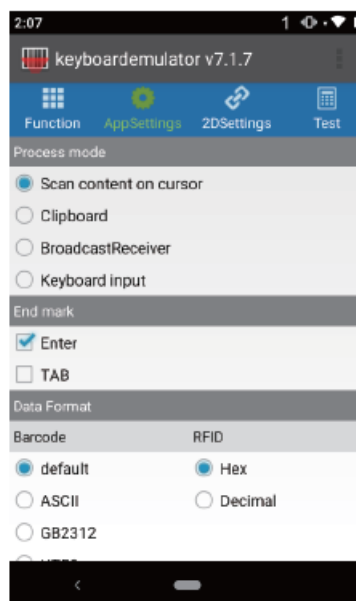 2:07 1
keyboardemulator v7.1.7
Function AppSettings 2DSettings Test
Process mode
Scan content on cursor
Clipboard
BroadcastReceiver
Keyboard input
End mark
Enter
TAB
Data Format
Barcode RFID
default Hex
ASCII Decimal
GB2312